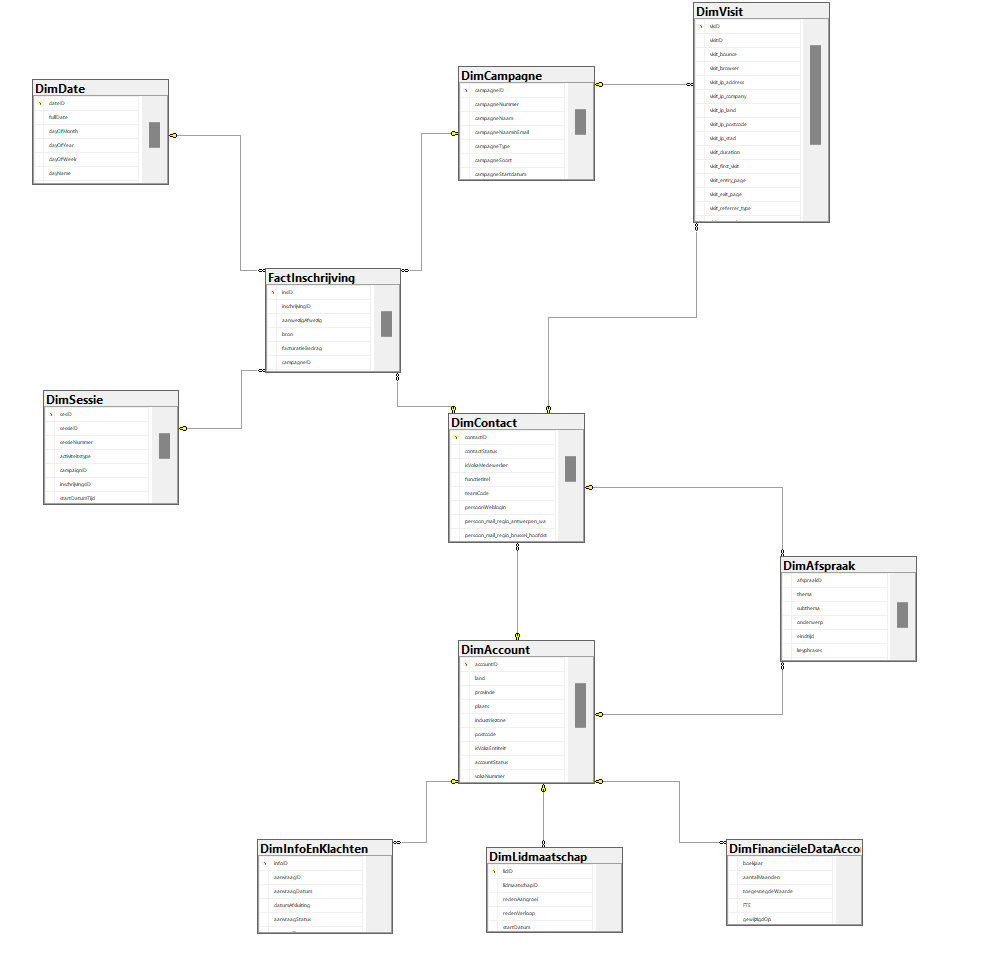 DimVisit
visID
visitID
visit_bounce
visit_browser
visit_ip_address
visit_ip_company
visit_ip_land
visit_ip_postcode
visit_ip_stad
visit_duration
visit_first_visit
visit_entry_page
visit_exit_page
visit_referrer_type
DimCampagne
campagneID
campagneNummer
campagneNaam
campagneNaaminEmail
campagneType
campagneSoort
campagneStartdatum
DimDate
dateID
fullDate
dayOfMonth
dayOfYear
dayOfWeek
dayName
FactInschrijving
insID
inschrijvingID
aanwezigAfwezig
bron
facturatieBedrag
campagneID
DimSessie
sesID
sessieID
sessieNummer
activiteitstype
campaignID
inschrijvingsID
startDatumTijd
DimContact
contactID
contactStatus
isVokaMedewerker
functietitel
teamCode
persoonWeblogin
persoon_mail_regio_antwerpen_wa
persoon_mail_regio_brussel_hoofdst
DimAfspraak
afspraakID
thema
subthema
onderwerp
eindtijd
keyphrases
DimAccount
accountID
land
provincie
plaats
industriezone
postcode
isVokaEntiteit
accountStatus
vokaNummer
DimInfoEnKlachten
infoID
aanvraagID
aanvraagDatum
datumAfsluiting
aanvraagStatus
DimLidmaatschap
lidID
lidmaatschapID
redenAangroei
redenVerloop
startDatum
DimFinanciëleDataAccou
boekjaar
aantalMaanden
toegevoegdeWaarde
FTE
gewijzigdOp